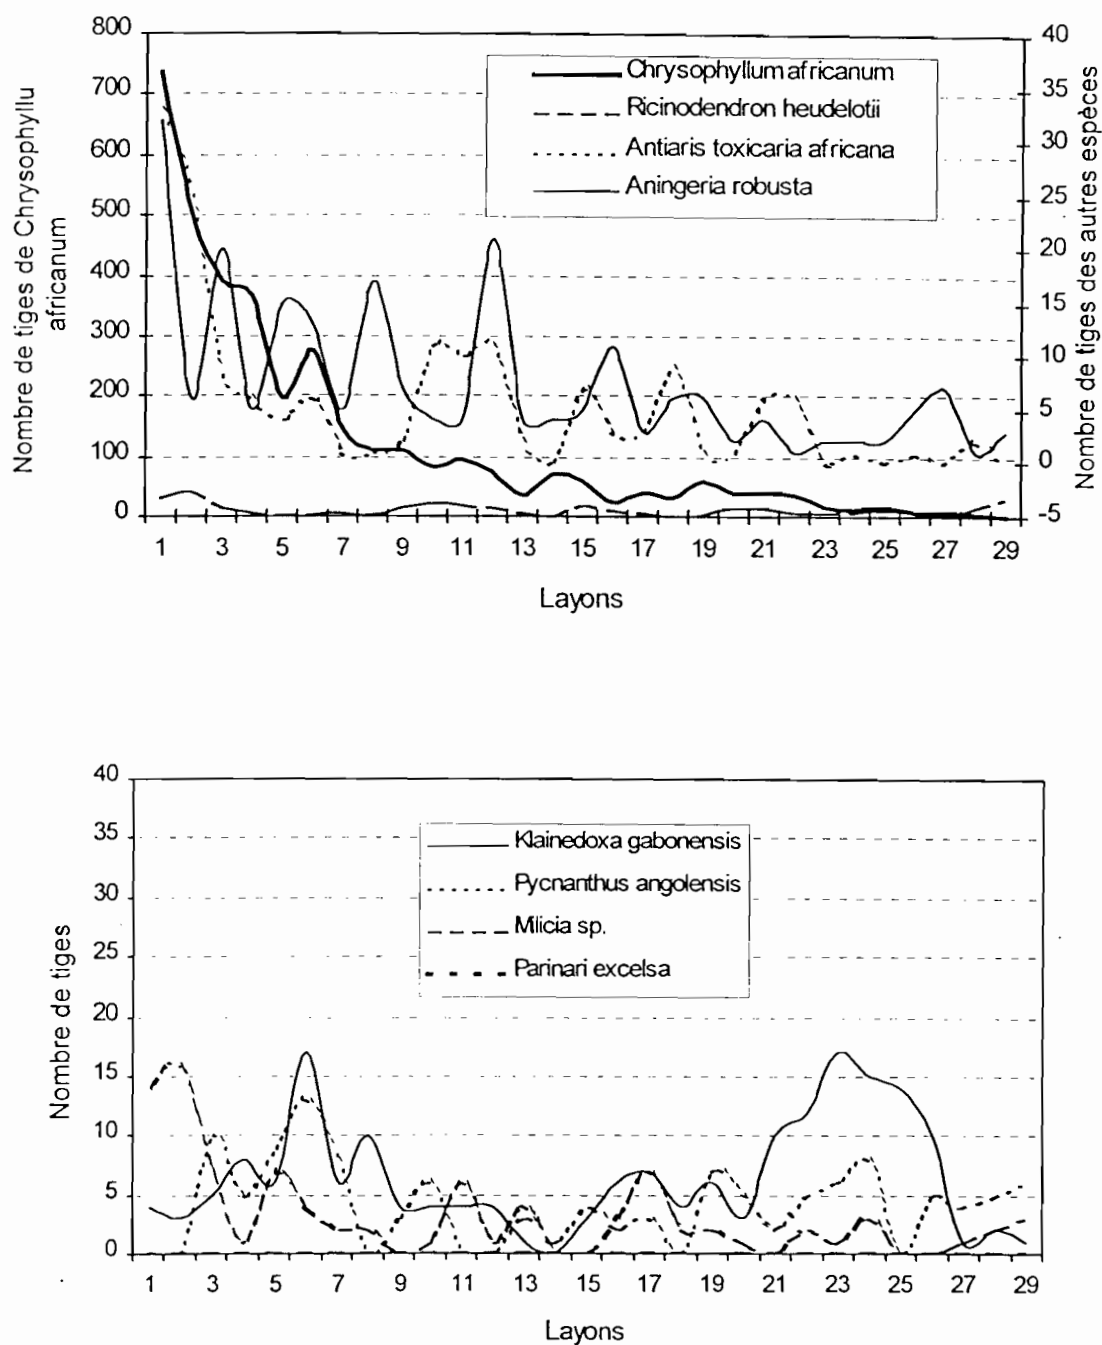 Nombre de tiges de Chrysophyllu
africanum
800
700
600
500
400
300
200
100
0
Chrysophyllum africanum
Ricinodendron heudelotii
Antiaris toxicaria africana
Aningeria robusta
40
35
30
25
20
15
10
5
0
-5
Nombre de tiges des autres espèces
1 3 5 7 9 11 13 15 16 17 19 21 23 25 27 29
Layons
Nombre de tiges
40
35
30
25
20
15
10
5
0
Klainedoxa gabonensis
Pycnanthus angolensis
Milicia sp.
Parinari excelsa
1 3 5 7 9 11 13 15 17 19 21 23 25 27 29
Layons